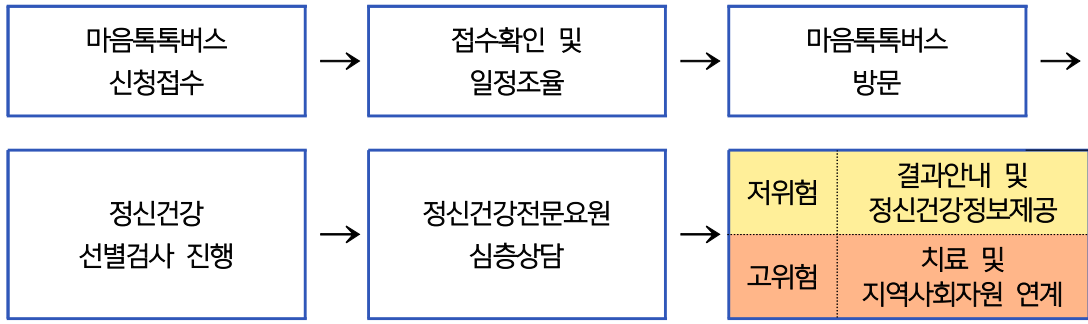 마음톡톡버스
신청접수
→
접수확인 및
일정조율
→
마음톡톡버스
방문
→
정신건강
선별검사 진행
→
정신건강전문요원
심층상담
→
저위험
결과안내 및
정신건강정보제공
고위험
치료 및
지역사회자원 연계